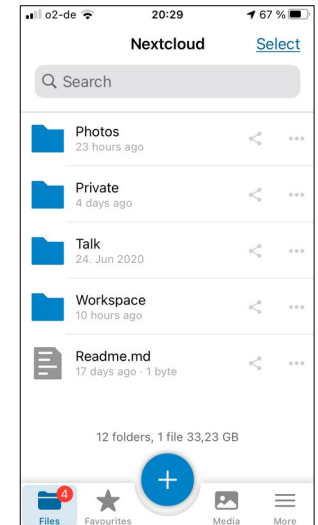 o2-de 20:29 67 %
Nextcloud Select
Search
Photos
23 hours ago
Private
4 days ago
Talk
24. Jun 2020
Workspace
10 hours ago
Readme.md
17 days ago · 1 byte
12 folders, 1 file 33,23 GB
4
Files Favourites Media More